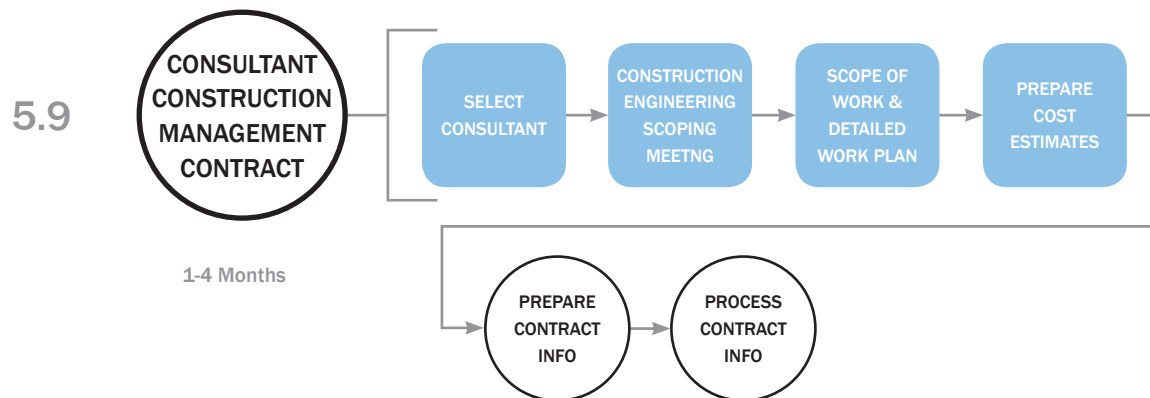 5.9
CONSULTANT
CONSTRUCTION
MANAGEMENT
CONTRACT
1-4 Months
SELECT
CONSULTANT
CONSTRUCTION
ENGINEERING
SCOPING
MEETNG
SCOPE OF
WORK &
DETAILED
WORK PLAN
PREPARE
COST
ESTIMATES
PREPARE
CONTRACT
INFO
PROCESS
CONTRACT
INFO